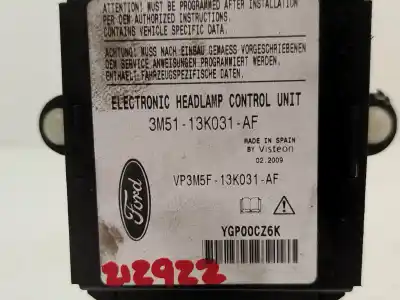 ATTENTION: MUST BE PROGRAMMED AFTER INSTALLATION
PER OEM AUTHORIZED INSTRUCTIONS.
CONTAINS VEHICLE SPECIFIC DATA.
ACHTUNG: MUSS NACH EINBAU GEMAESS VORGESCHRIEBENEN
OEM SERVICE ANWEISUNGEN PROGRAMMIERT WERDEN.
ENTHAELT FAHRZEUGSPEZIFISCHE DATEN.
ELECTRONIC HEADLAMP CONTROL UNIT
3M51-13K031-AF
MADE IN SPAIN
BY Visteon
02.2009
Ford
VP3M5F-13K031-AF
YGP00CZ6K
212922